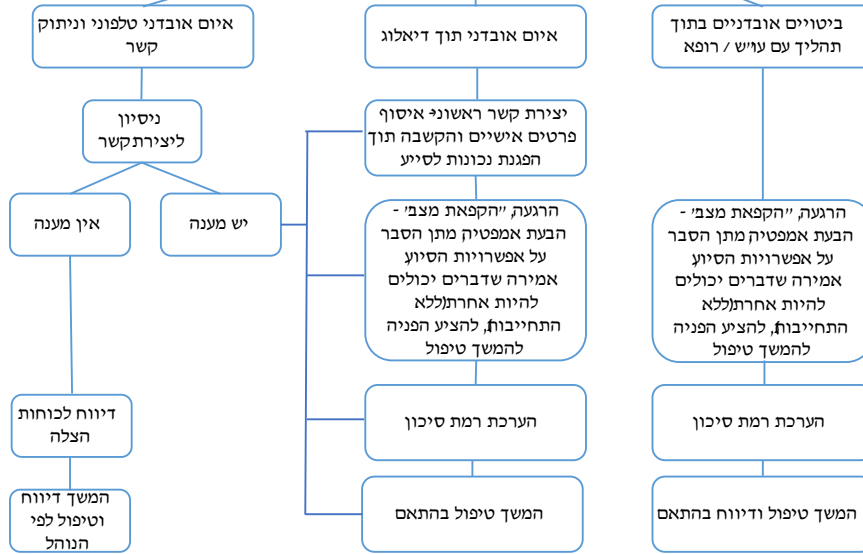 ביטויים אובדניים בתוך
תהליך עם עו״ש / רופא
הרגעה, ״הקפאת מצב״ -
הבעת אמפטיה, מתן הסבר
על אפשרויות הסיוע,
אמירה שדברים יכולים
להיות אחרת(ללא
התחייבות), להציע הפניה
להמשך טיפול
הערכת רמת סיכון
המשך טיפול ודיווח בהתאם
איום אובדני תוך דיאלוג
יצירת קשר ראשוני- איסוף
פרטים אישיים והקשבה תוך
הפגנת נכונות לסייע
הרגעה, ״הקפאת מצב״ -
הבעת אמפטיה, מתן הסבר
על אפשרויות הסיוע,
אמירה שדברים יכולים
להיות אחרת(ללא
התחייבות), להציע הפניה
להמשך טיפול
הערכת רמת סיכון
המשך טיפול בהתאם
איום אובדני טלפוני וניתוק
קשר
ניסיון
ליצירת קשר
יש מענה
אין מענה
דיווח לכוחות
הצלה
המשך דיווח
וטיפול לפי
הנוהל